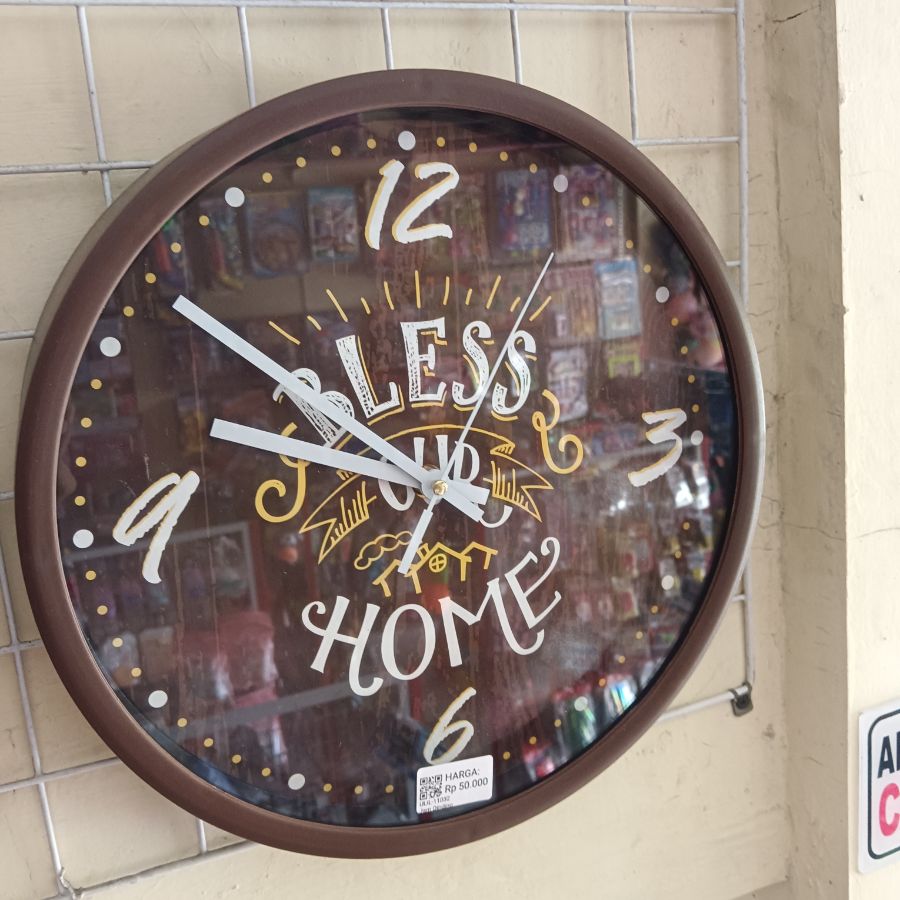 12
BLESS
OUR
3
9
HOME
6
HARGA:
Rp 50.000